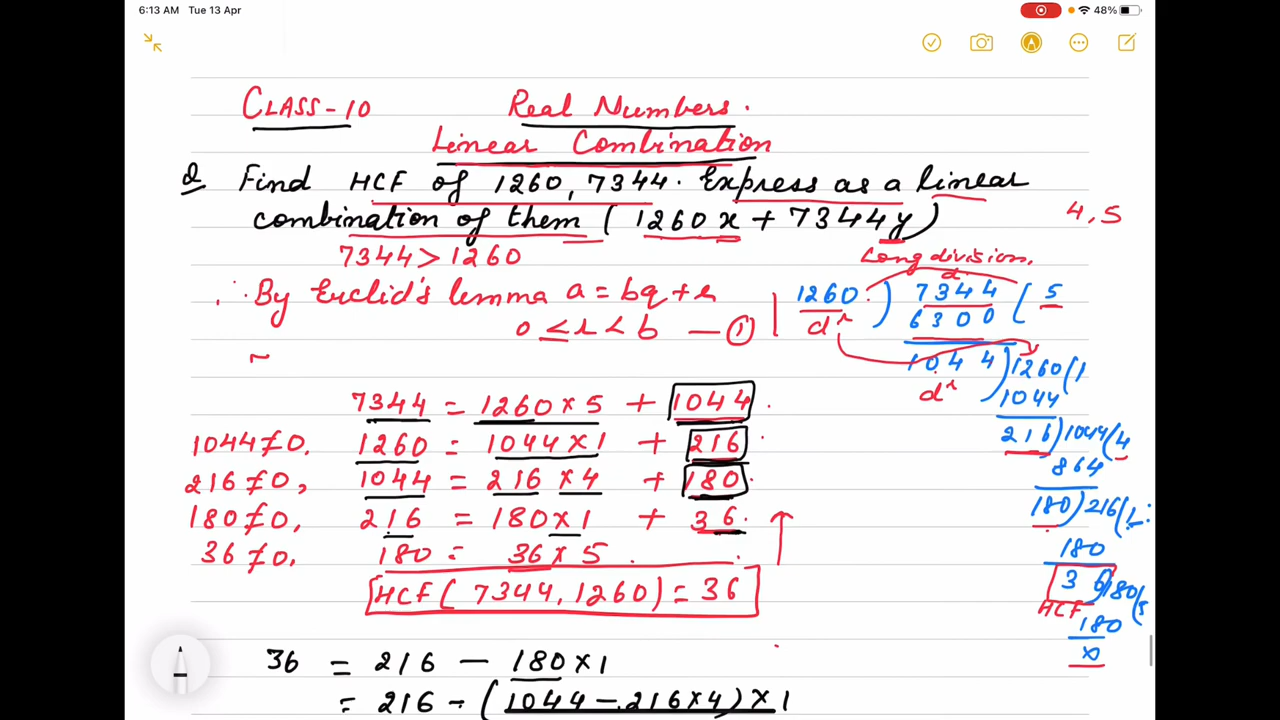 6:13 AM Tue 13 Apr
48%
CLASS-10 Real Numbers.
Linear Combination
Q Find HCF of 1260, 7344. Express as a linear
combination of them (1260x + 7344y)
4,5
7344 > 1260
Long division.
∴ By Euclid's lemma a = bq + r
0 ≤ r < b — ①
7344 = 1260 × 5 + 1044.
1044 ≠ 0. 1260 = 1044 × 1 + 216.
216 ≠ 0, 1044 = 216 × 4 + 180.
180 ≠ 0, 216 = 180 × 1 + 36.
36 ≠ 0. 180 = 36 × 5.
HCF( 7344, 1260) = 36
36 = 216 - 180 × 1
= 216 - (1044 - 216 × 4) × 1
d
1260 ) 7344 ( 5
dr 6300
1044 ) 1260 ( 1
dr 1044
216 ) 1044 ( 4
864
180 ) 216 ( 1
180
36 ) 180 ( 5
HCF 180
x